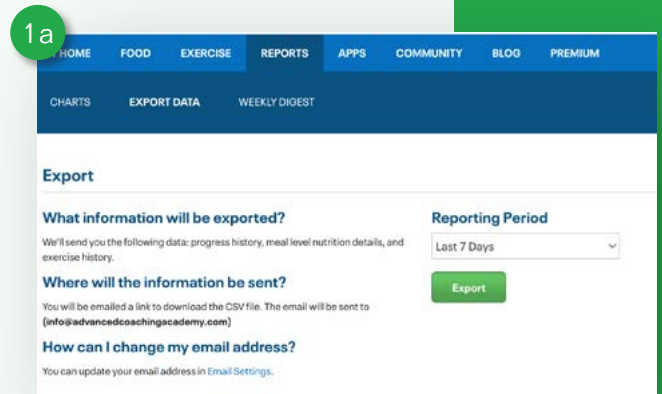 1a
HOME FOOD EXERCISE REPORTS APPS COMMUNITY BLOG PREMIUM
CHARTS EXPORT DATA WEEKLY DIGEST
Export
What information will be exported?
We'll send you the following data: progress history, meal level nutrition details, and
exercise history.
Where will the information be sent?
You will be emailed a link to download the CSV file. The email will be sent to
(info@advancedcoachingacademy.com)
How can I change my email address?
You can update your email address in Email Settings.
Reporting Period
Last 7 Days
Export